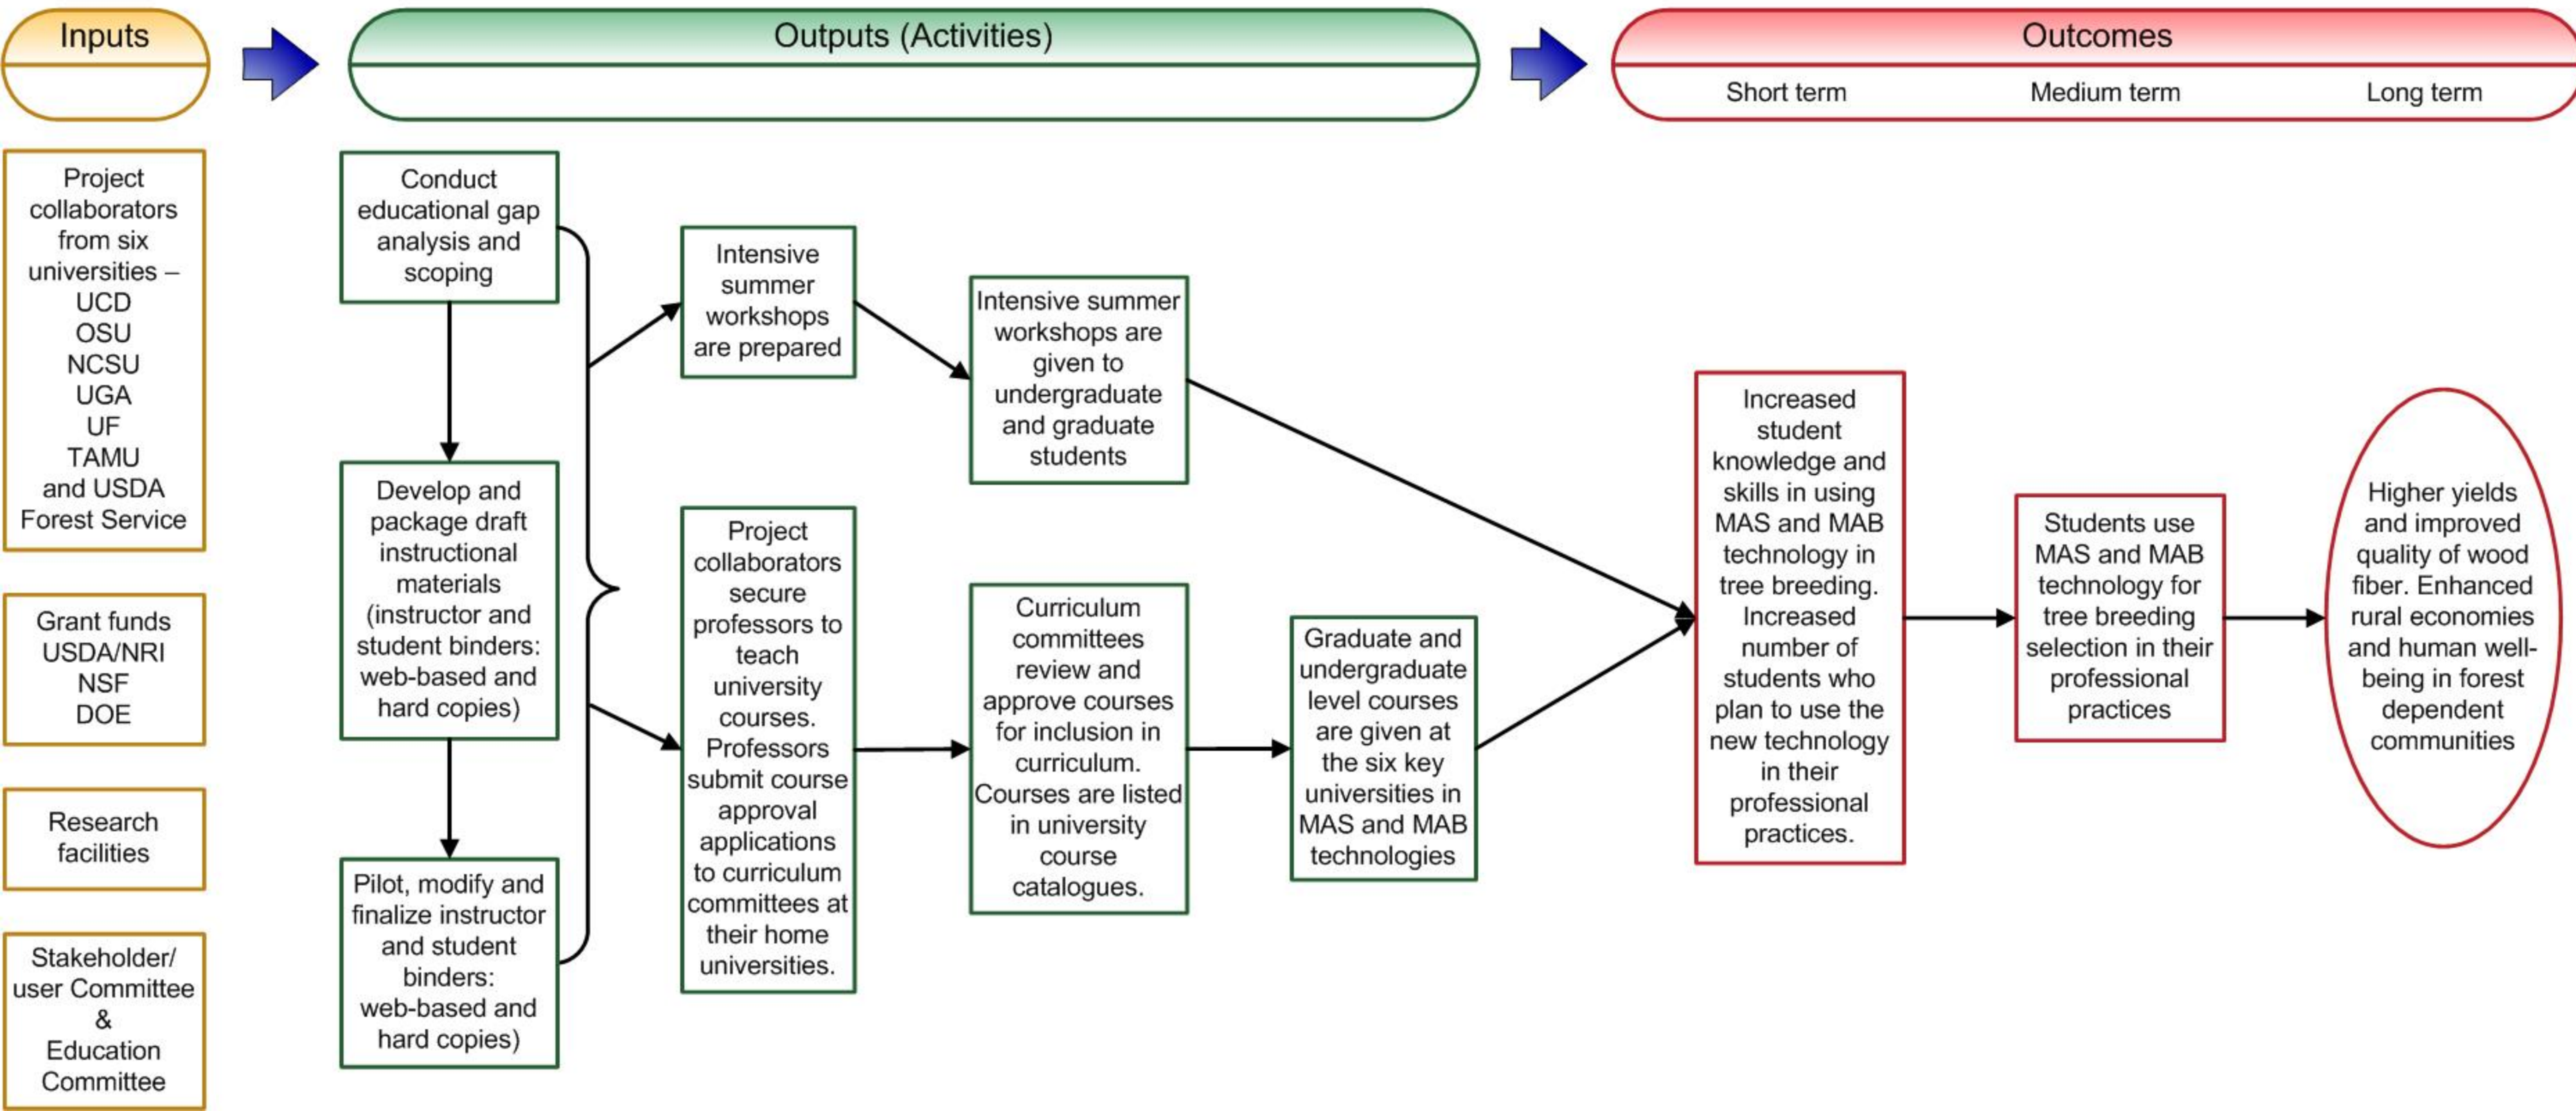 Inputs
Outputs (Activities)
Outcomes
Short term
Medium term
Long term
Project
collaborators
from six
universities –
UCD
OSU
NCSU
UGA
UF
TAMU
and USDA
Forest Service
Grant funds
USDA/NRI
NSF
DOE
Research
facilities
Stakeholder/
user Committee
&
Education
Committee
Conduct
educational gap
analysis and
scoping
Develop and
package draft
instructional
materials
(instructor and
student binders:
web-based and
hard copies)
Pilot, modify and
finalize instructor
and student
binders:
web-based and
hard copies)
Intensive
summer
workshops
are prepared
Project
collaborators
secure
professors to
teach
university
courses.
Professors
submit course
approval
applications
to curriculum
committees at
their home
universities.
Intensive summer
workshops are
given to
undergraduate
and graduate
students
Curriculum
committees
review and
approve courses
for inclusion in
curriculum.
Courses are listed
in university
course
catalogues.
Graduate and
undergraduate
level courses
are given at
the six key
universities in
MAS and MAB
technologies
Increased
student
knowledge and
skills in using
MAS and MAB
technology in
tree breeding.
Increased
number of
students who
plan to use the
new technology
in their
professional
practices.
Students use
MAS and MAB
technology for
tree breeding
selection in their
professional
practices
Higher yields
and improved
quality of wood
fiber. Enhanced
rural economies
and human well-
being in forest
dependent
communities